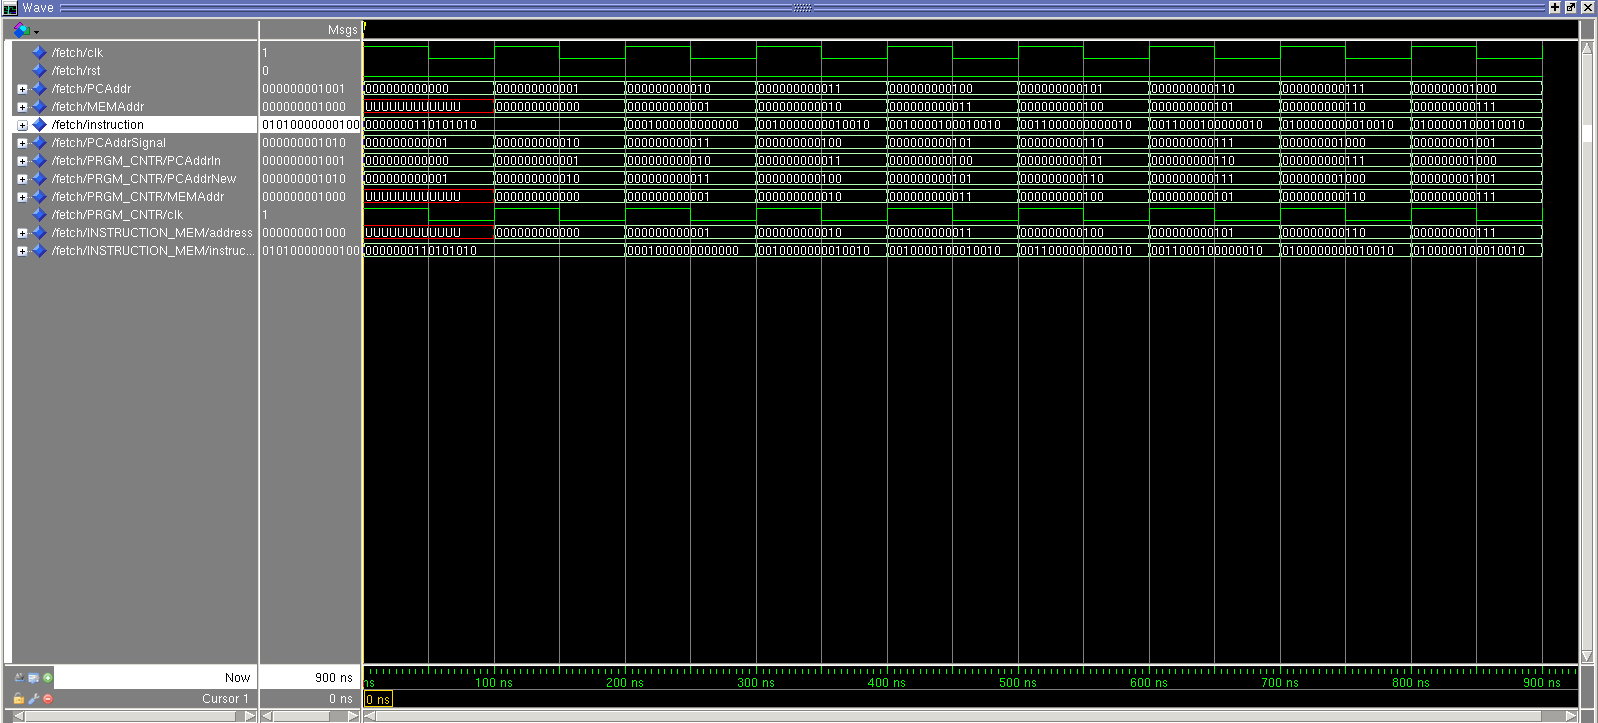 Wave
Msgs
/fetch/clk 1
/fetch/rst 0
/fetch/PCAddr 000000001001 000000000000 000000000001 000000000010 000000000011 000000000100 000000000101 000000000110 000000000111 000000001000
/fetch/MEMAddr 000000001000 UUUUUUUUUUUU 000000000000 000000000001 000000000010 000000000011 000000000100 000000000101 000000000110 000000000111
/fetch/instruction 01010000000100 0000000110101010 0001000000000000 0010000000010010 0010000100010010 0011000000000010 0011000100000010 0100000000010010 0100000100010010
/fetch/PCAddrSignal 000000001010 000000000001 000000000010 000000000011 000000000100 000000000101 000000000110 000000000111 000000001000 000000001001
/fetch/PRGM_CNTR/PCAddrIn 000000001001 000000000000 000000000001 000000000010 000000000011 000000000100 000000000101 000000000110 000000000111 000000001000
/fetch/PRGM_CNTR/PCAddrNew 000000001010 000000000001 000000000010 000000000011 000000000100 000000000101 000000000110 000000000111 000000001000 000000001001
/fetch/PRGM_CNTR/MEMAddr 000000001000 UUUUUUUUUUUU 000000000000 000000000001 000000000010 000000000011 000000000100 000000000101 000000000110 000000000111
/fetch/PRGM_CNTR/clk 1
/fetch/INSTRUCTION_MEM/address 000000001000 UUUUUUUUUUUU 000000000000 000000000001 000000000010 000000000011 000000000100 000000000101 000000000110 000000000111
/fetch/INSTRUCTION_MEM/instruc... 01010000000100 0000000110101010 0001000000000000 0010000000010010 0010000100010010 0011000000000010 0011000100000010 0100000000010010 0100000100010010
Now 900 ns
ns 100 ns 200 ns 300 ns 400 ns 500 ns 600 ns 700 ns 800 ns 900 ns
Cursor 1 0 ns 0 ns